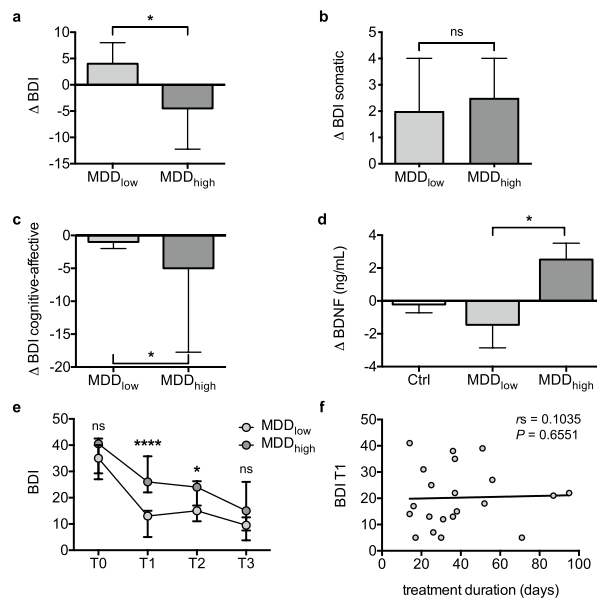 a
*
Δ BDI
10
5
0
-5
-10
-15
MDDlow
MDDhigh
b
ns
Δ BDI somatic
5
4
3
2
1
0
MDDlow
MDDhigh
c
Δ BDI cognitive-affective
0
-5
-10
-15
-20
*
MDDlow
MDDhigh
d
*
Δ BDNF (ng/mL)
4
2
0
-2
-4
Ctrl
MDDlow
MDDhigh
e
BDI
50
40
30
20
10
0
ns
****
*
ns
MDDlow
MDDhigh
T0
T1
T2
T3
f
rs = 0.1035
P = 0.6551
BDI T1
50
40
30
20
10
0
0
20
40
60
80
100
treatment duration (days)